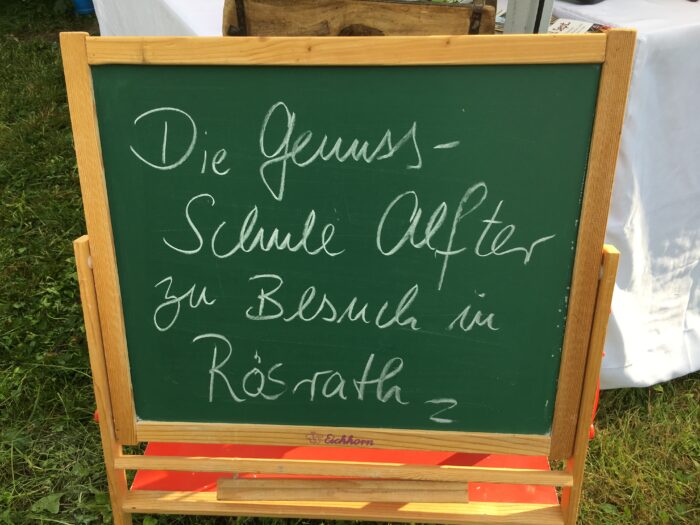 Die Genuss-
Schule Alfter
zu Besuch in
Rösrath
Eichhorn